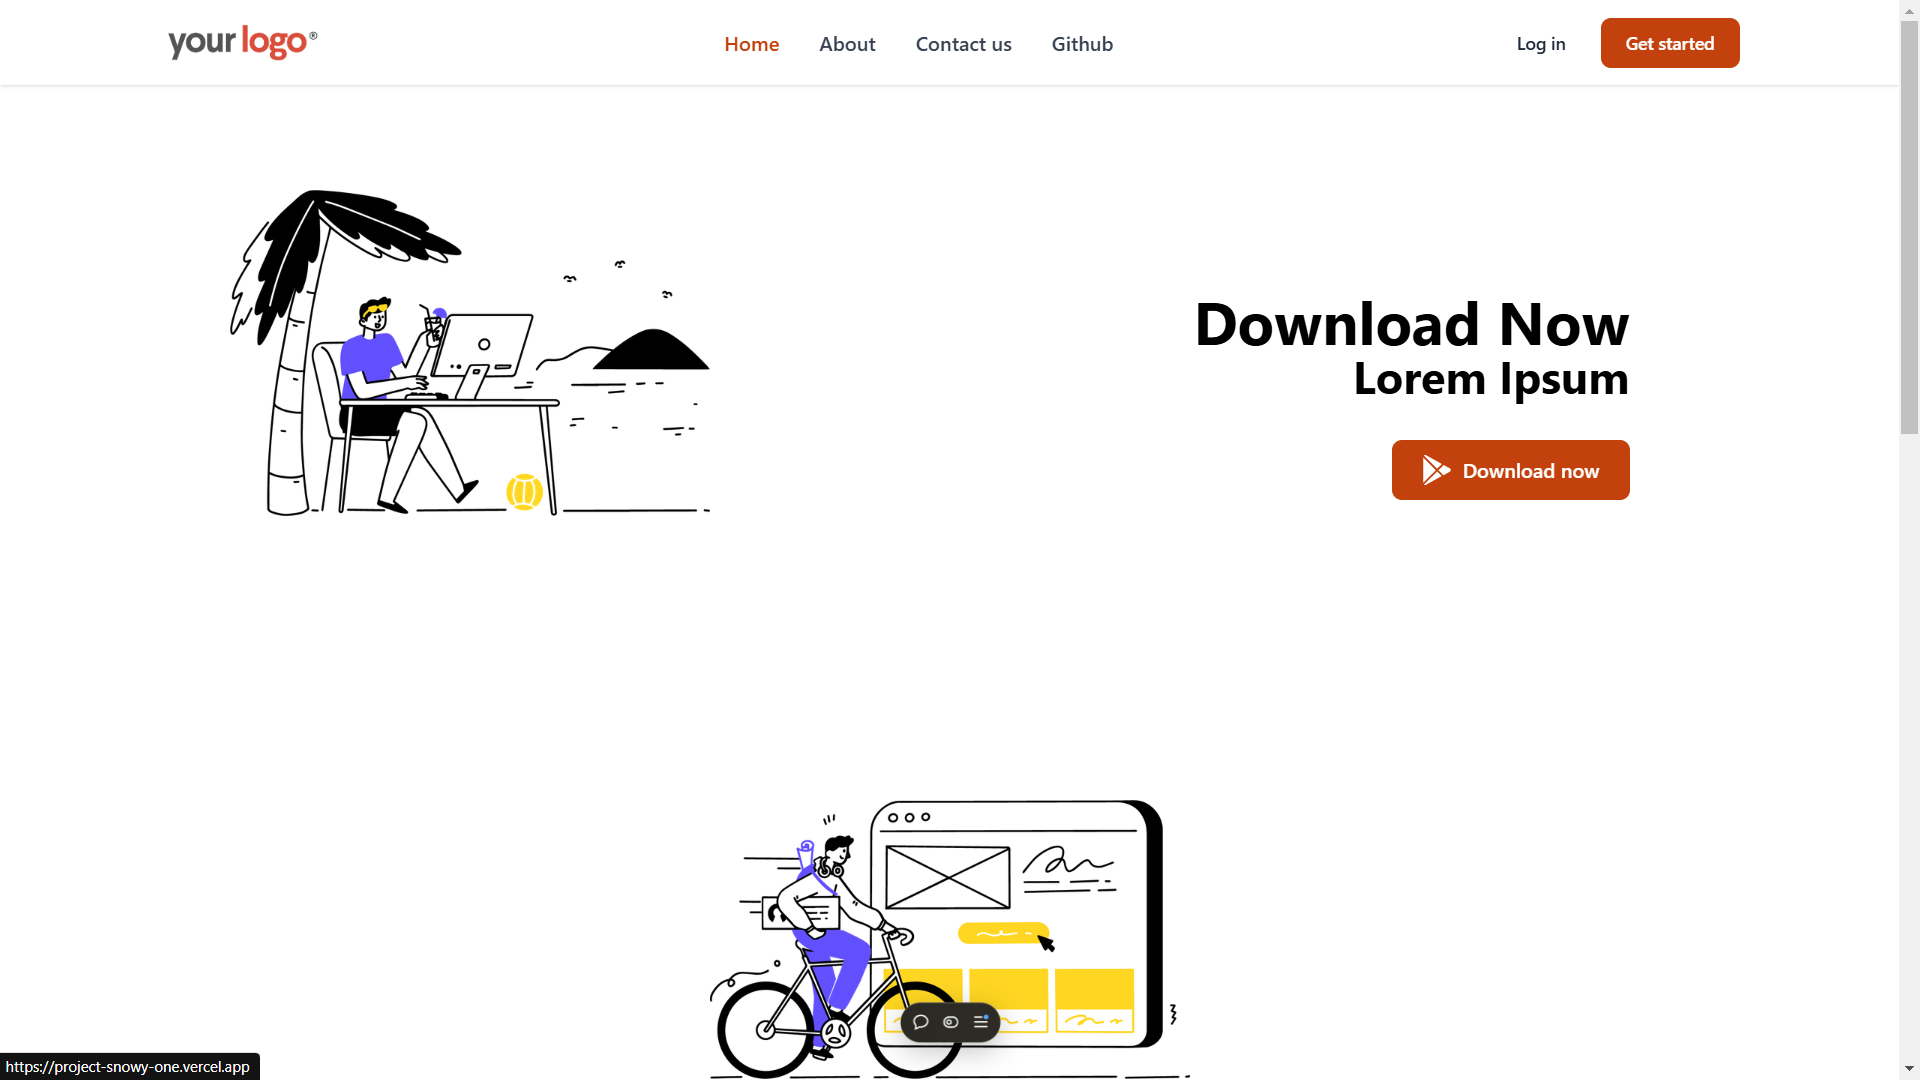 your logo®
Home About Contact us Github
Log in Get started
Download Now
Lorem Ipsum
Download now
https://project-snowy-one.vercel.app